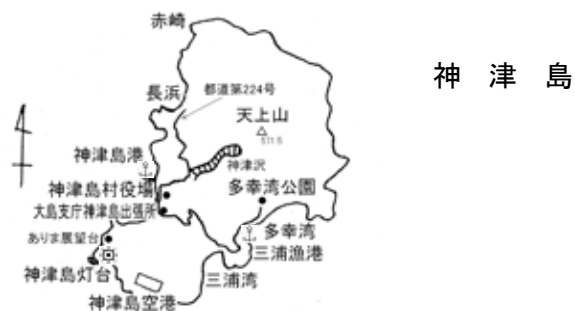 赤崎
神津島
都道第224号
長浜
天上山
神津島港
神津沢
神津島村役場
多幸湾公園
大島支庁神津島出張所
多幸湾
ありま展望台
三浦漁港
神津島灯台
三浦湾
神津島空港